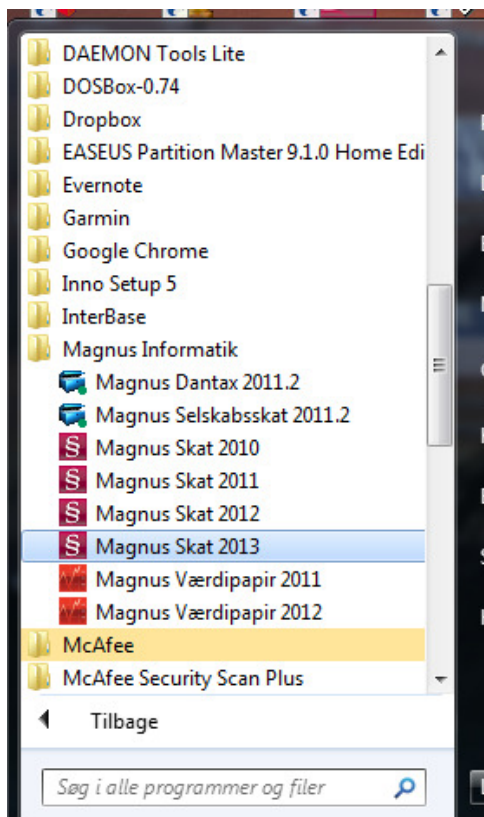 DAEMON Tools Lite
DOSBox-0.74
Dropbox
EASEUS Partition Master 9.1.0 Home Edi
Evernote
Garmin
Google Chrome
Inno Setup 5
InterBase
Magnus Informatik
Magnus Dantax 2011.2
Magnus Selskabsskat 2011.2
§ Magnus Skat 2010
§ Magnus Skat 2011
§ Magnus Skat 2012
§ Magnus Skat 2013
Magnus Værdipapir 2011
Magnus Værdipapir 2012
McAfee
McAfee Security Scan Plus
Tilbage
Søg i alle programmer og filer